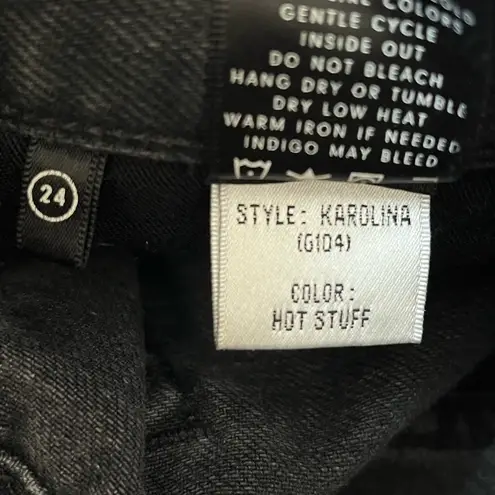 COLORS
GENTLE CYCLE
INSIDE OUT
DO NOT BLEACH
HANG DRY OR TUMBLE
DRY LOW HEAT
WARM IRON IF NEEDED
INDIGO MAY BLEED
24
STYLE: KAROLINA
(G104)
COLOR:
HOT STUFF